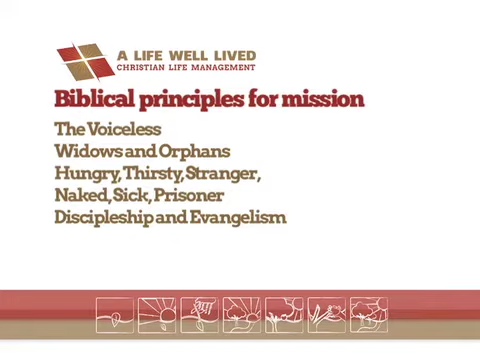 A LIFE WELL LIVED
CHRISTIAN LIFE MANAGEMENT
Biblical principles for mission
The Voiceless
Widows and Orphans
Hungry, Thirsty, Stranger,
Naked, Sick, Prisoner
Discipleship and Evangelism